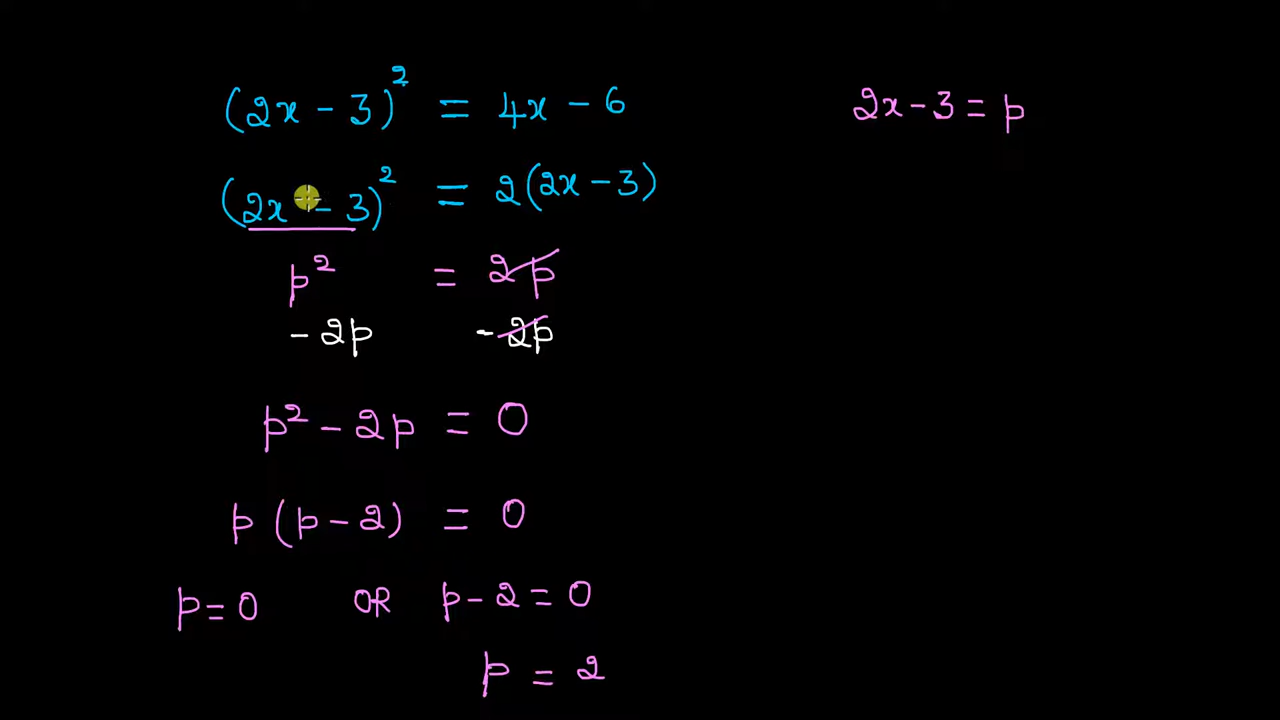 (2x - 3)² = 4x - 6
2x - 3 = p
(2x - 3)² = 2(2x - 3)
p² = 2p
- 2p - 2p
p² - 2p = 0
p (p - 2) = 0
p = 0 OR p - 2 = 0
p = 2